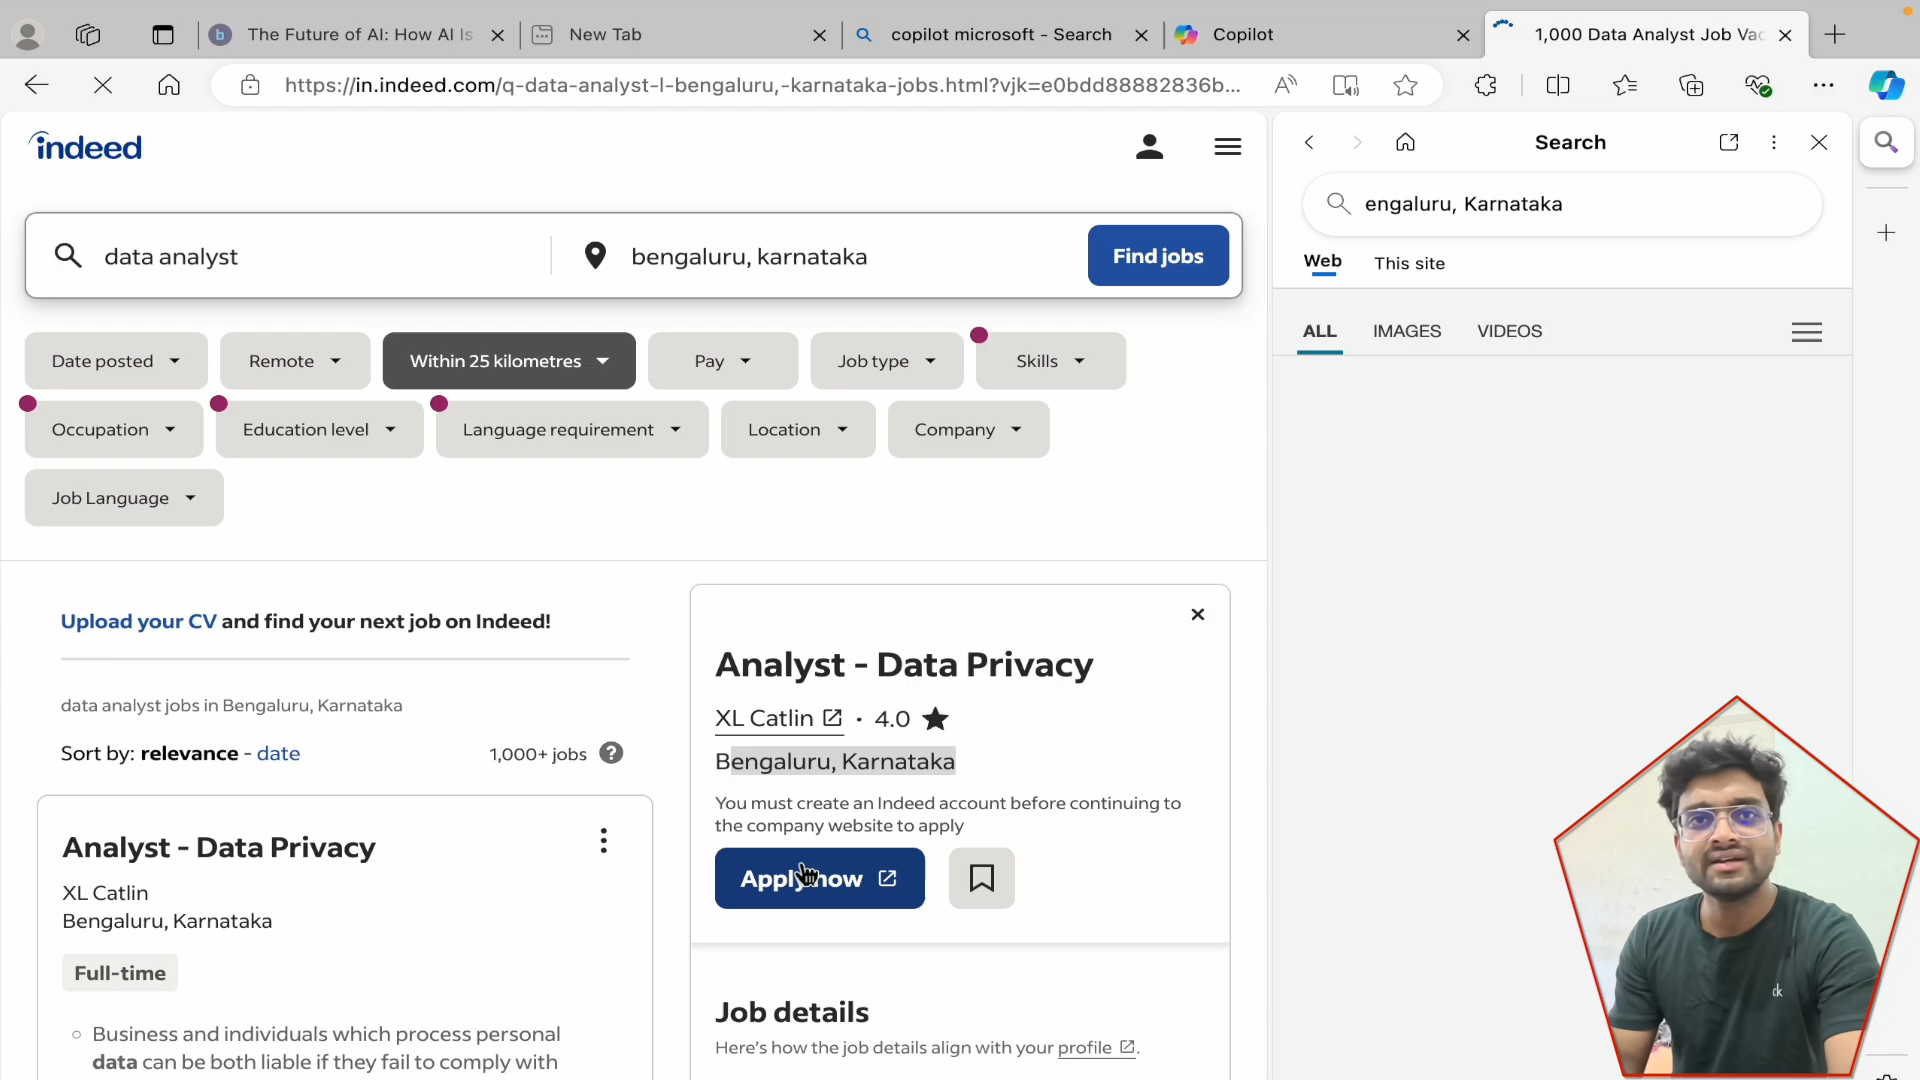 The Future of AI: How AI Is
New Tab
copilot microsoft - Search
Copilot
1,000 Data Analyst Job Vac
https://in.indeed.com/q-data-analyst-l-bengaluru,-karnataka-jobs.html?vjk=e0bdd88882836b...
indeed
data analyst
bengaluru, karnataka
Find jobs
Date posted
Remote
Within 25 kilometres
Pay
Job type
Skills
Occupation
Education level
Language requirement
Location
Company
Job Language
Upload your CV and find your next job on Indeed!
data analyst jobs in Bengaluru, Karnataka
Sort by: relevance - date
1,000+ jobs
Analyst - Data Privacy
XL Catlin
Bengaluru, Karnataka
Full-time
Business and individuals which process personal
data can be both liable if they fail to comply with
Analyst - Data Privacy
XL Catlin · 4.0
Bengaluru, Karnataka
You must create an Indeed account before continuing to
the company website to apply
Apply now
Job details
Here's how the job details align with your profile.
Search
engaluru, Karnataka
Web
This site
ALL
IMAGES
VIDEOS